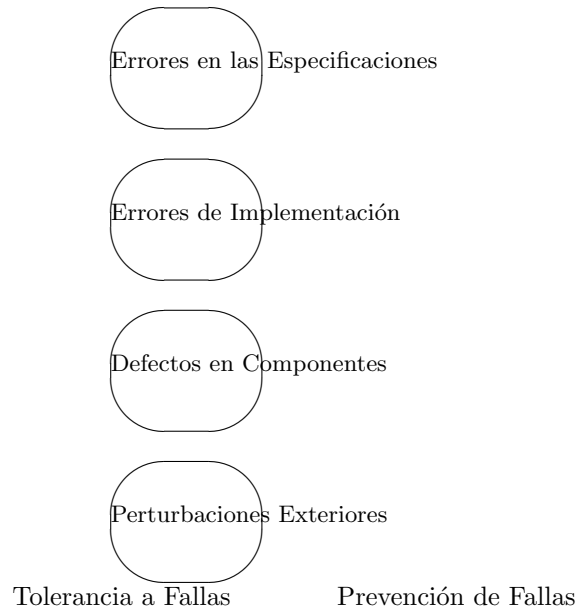 Errores en las Especificaciones
Errores de Implementación
Defectos en Componentes
Perturbaciones Exteriores
Tolerancia a Fallas Prevención de Fallas